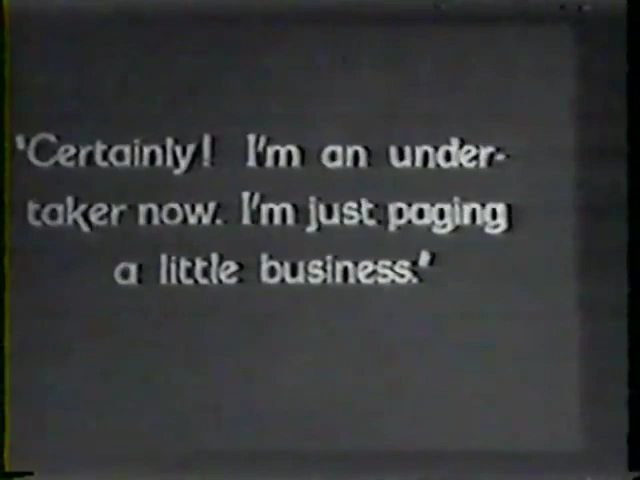 "Certainly! I'm an under-
taker now. I'm just paging
a little business."